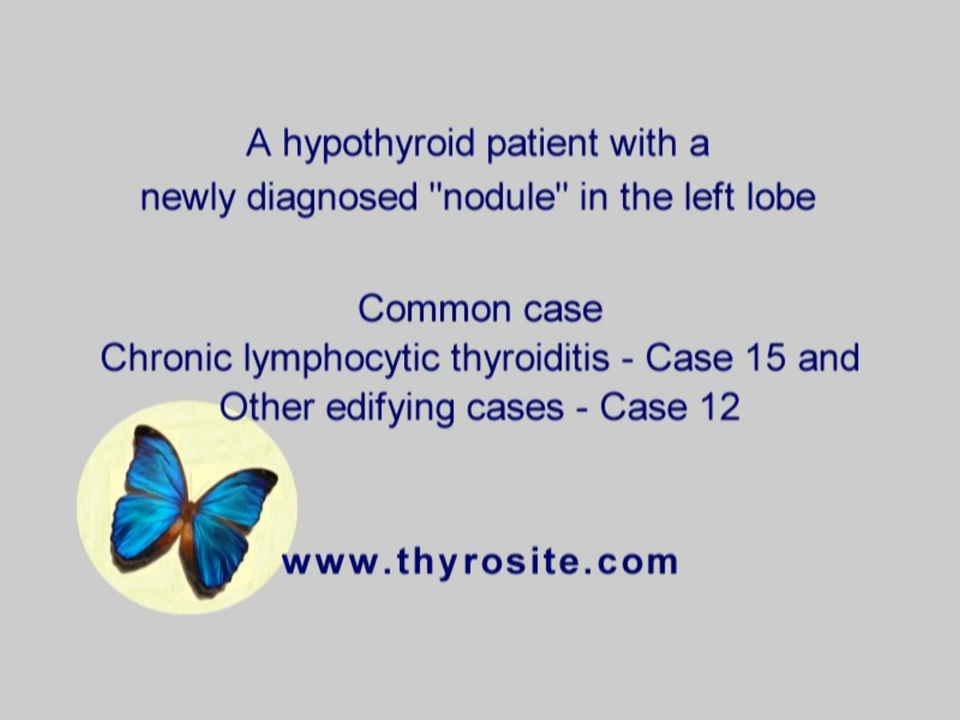 A hypothyroid patient with a
newly diagnosed "nodule" in the left lobe
Common case
Chronic lymphocytic thyroiditis - Case 15 and
Other edifying cases - Case 12
www.thyrosite.com